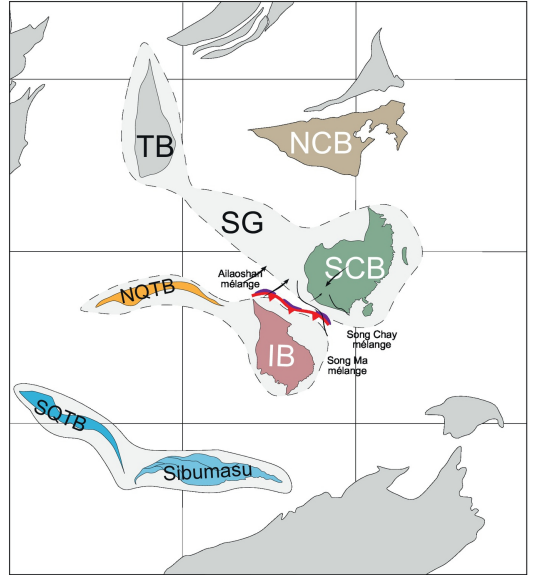 TB
NCB
SG
SCB
Ailaoshan
mélange
NQTB
Song Chay
mélange
IB
Song Ma
mélange
SQTB
Sibumasu